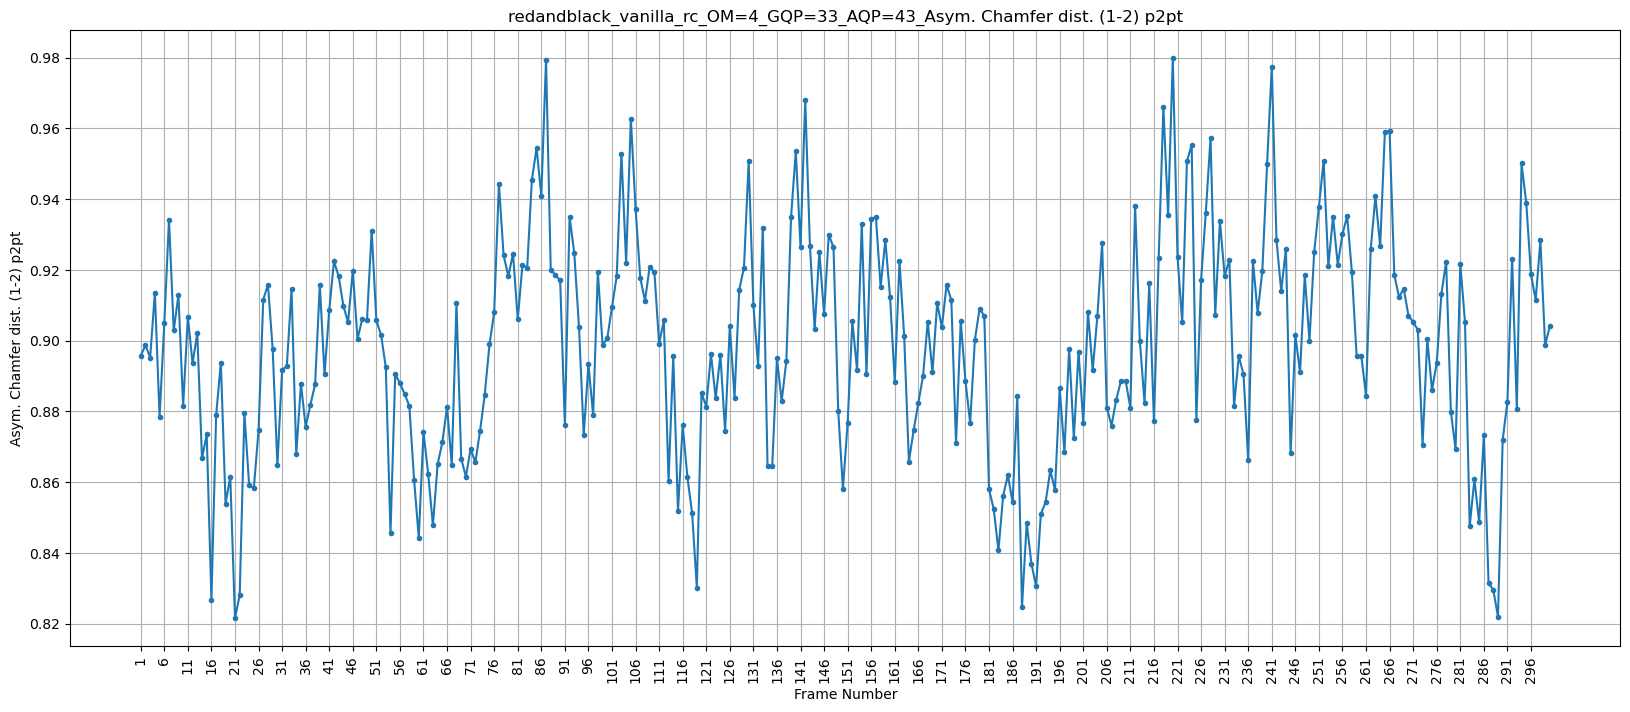 redandblack_vanilla_rc_OM=4_GQP=33_AQP=43_Asym. Chamfer dist. (1-2) p2pt
0.98
0.96
0.94
0.92
0.90
0.88
0.86
0.84
0.82
Asym. Chamfer dist. (1-2) p2pt
1 6 11 16 21 26 31 36 41 46 51 56 61 66 71 76 81 86 91 96 101 106 111 116 121 126 131 136 141 146 151 156 161 166 171 176 181 186 191 196 201 206 211 216 221 226 231 236 241 246 251 256 261 266 271 276 281 286 291 296
Frame Number